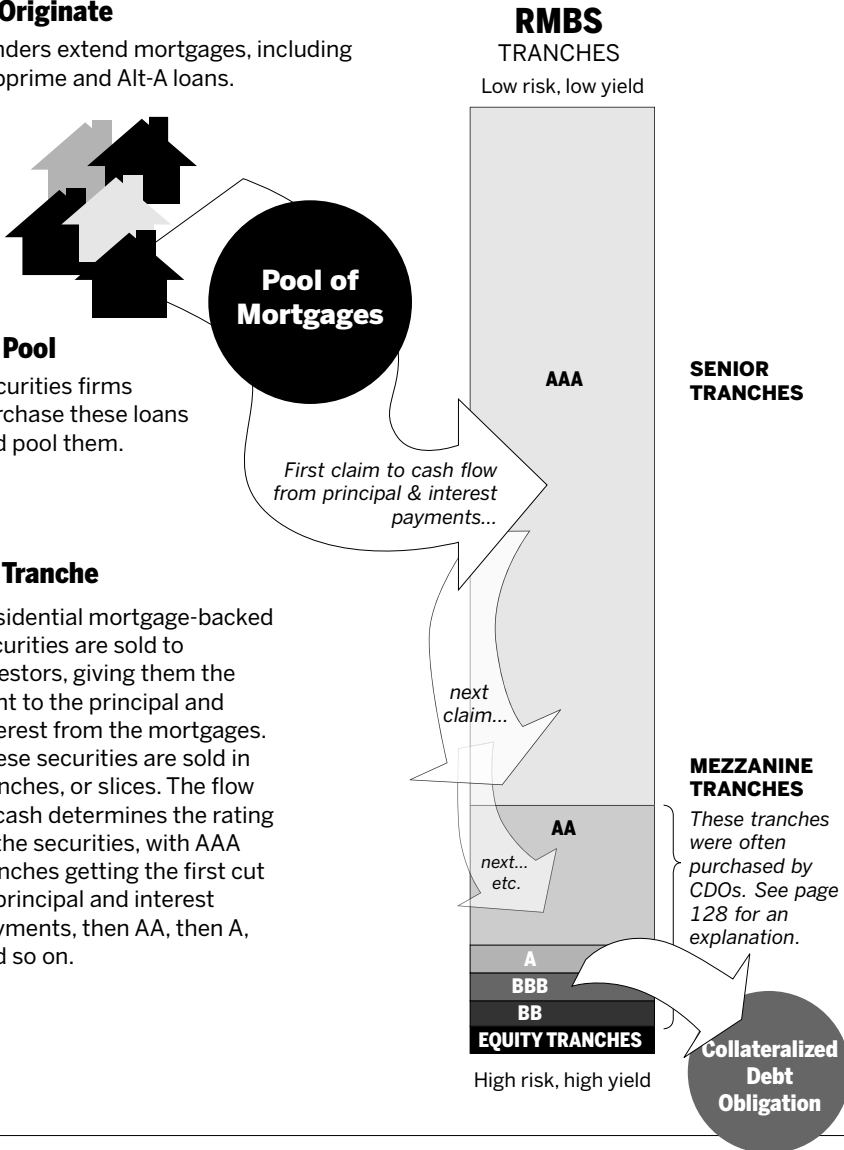 Originate
nders extend mortgages, including
prime and Alt-A loans.
Pool of
Mortgages
Pool
curities firms
rchase these loans
d pool them.
Tranche
sidential mortgage-backed
curities are sold to
estors, giving them the
ht to the principal and
erest from the mortgages.
ese securities are sold in
nches, or slices. The flow
cash determines the rating
the securities, with AAA
nches getting the first cut
principal and interest
yments, then AA, then A,
d so on.
RMBS
TRANCHES
Low risk, low yield
AAA
SENIOR
TRANCHES
First claim to cash flow
from principal & interest
payments...
next
claim...
next...
etc.
AA
A
BBB
BB
EQUITY TRANCHES
High risk, high yield
MEZZANINE
TRANCHES
These tranches
were often
purchased by
CDOs. See page
128 for an
explanation.
Collateralized
Debt
Obligation